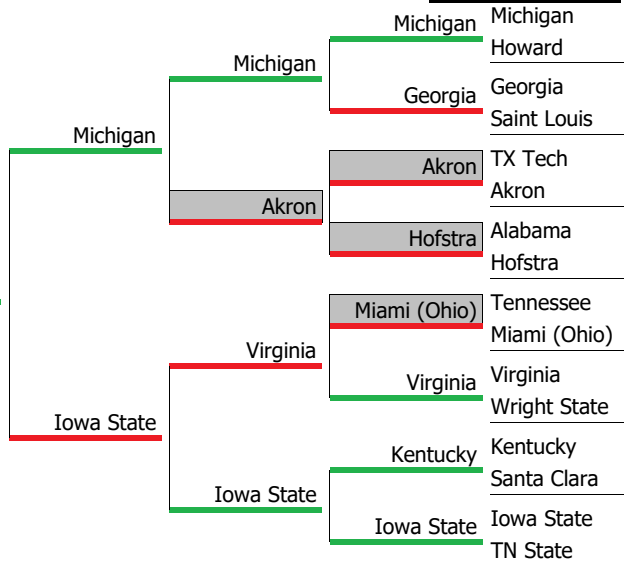 Michigan
Michigan
Howard
Michigan
Georgia
Georgia
Saint Louis
Michigan
Akron
TX Tech
Akron
Akron
Hofstra
Alabama
Hofstra
Miami (Ohio)
Tennessee
Miami (Ohio)
Virginia
Virginia
Virginia
Wright State
Iowa State
Kentucky
Kentucky
Santa Clara
Iowa State
Iowa State
Iowa State
TN State